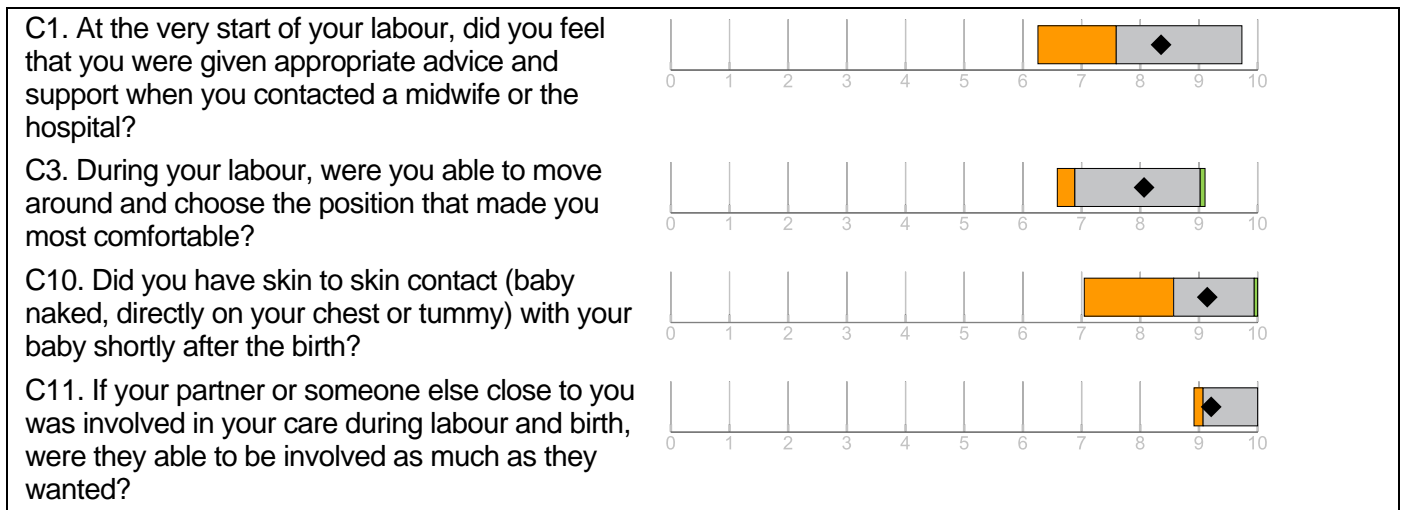 C1. At the very start of your labour, did you feel
that you were given appropriate advice and
support when you contacted a midwife or the
hospital?
0 1 2 3 4 5 6 7 8 9 10
C3. During your labour, were you able to move
around and choose the position that made you
most comfortable?
0 1 2 3 4 5 6 7 8 9 10
C10. Did you have skin to skin contact (baby
naked, directly on your chest or tummy) with your
baby shortly after the birth?
0 1 2 3 4 5 6 7 8 9 10
C11. If your partner or someone else close to you
was involved in your care during labour and birth,
were they able to be involved as much as they
wanted?
0 1 2 3 4 5 6 7 8 9 10